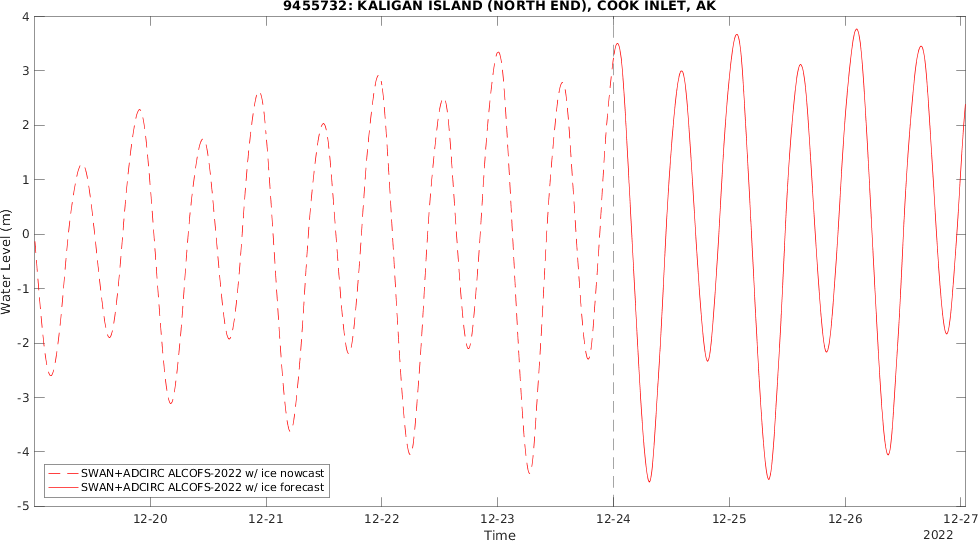 9455732: KALIGAN ISLAND (NORTH END), COOK INLET, AK
4
3
2
1
0
-1
-2
-3
-4
-5
Water Level (m)
SWAN+ADCIRC ALCOFS-2022 w/ ice nowcast
SWAN+ADCIRC ALCOFS-2022 w/ ice forecast
12-20 12-21 12-22 12-23 12-24 12-25 12-26 12-27
Time
2022